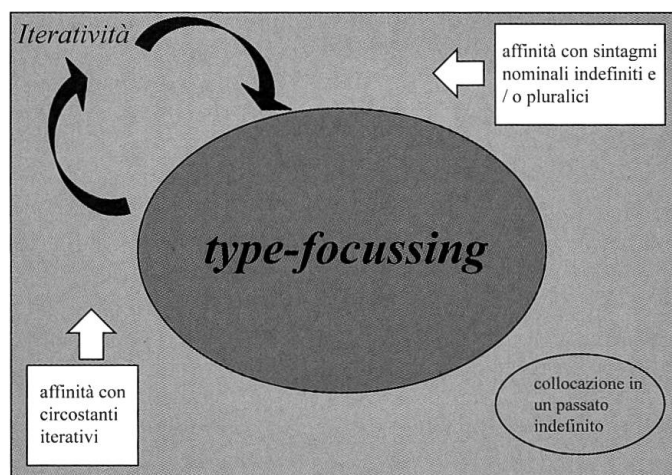 Iteratività
affinità con sintagmi
nominali indefiniti e
/ o pluralici
type-focussing
affinità con
circostanti
iterativi
collocazione in
un passato
indefinito